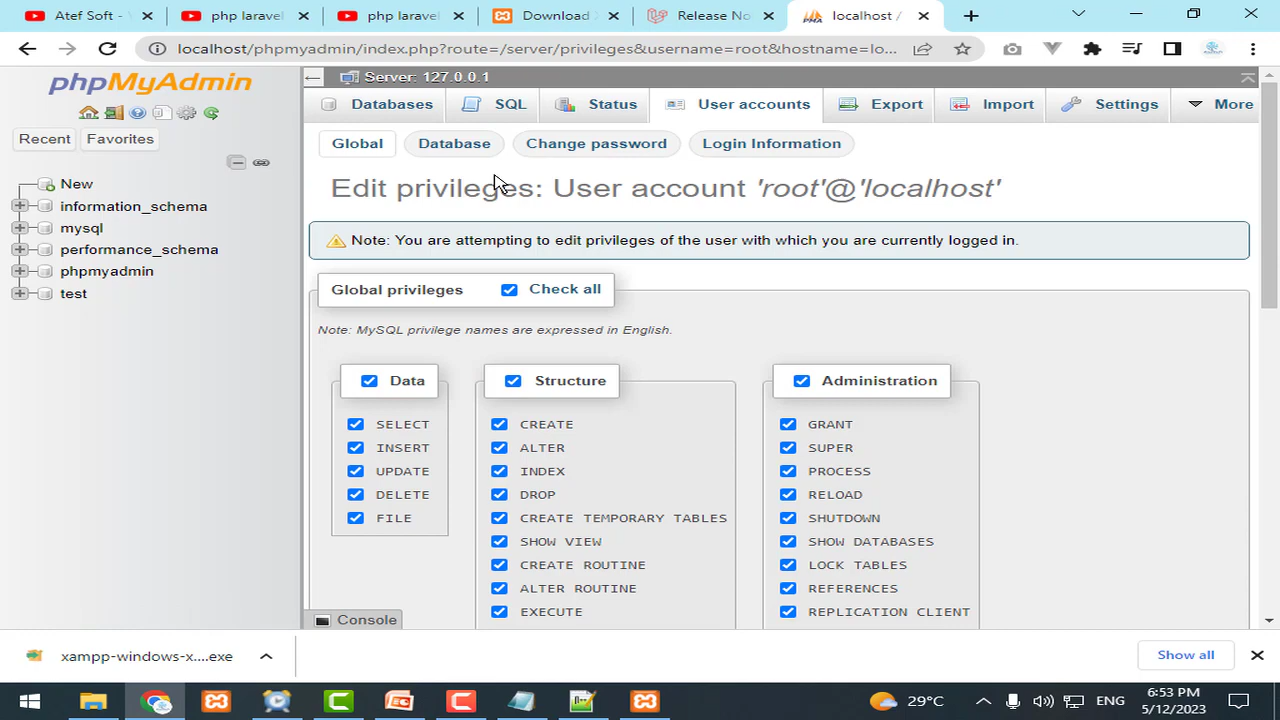 Atef Soft - Y
php laravel
php laravel
Download X
Release No
localhost /
localhost/phpmyadmin/index.php?route=/server/privileges&username=root&hostname=lo...
phpMyAdmin
Server: 127.0.0.1
Databases
SQL
Status
User accounts
Export
Import
Settings
More
Recent
Favorites
Global
Database
Change password
Login Information
New
information_schema
mysql
performance_schema
phpmyadmin
test
Edit privileges: User account 'root'@'localhost'
Note: You are attempting to edit privileges of the user with which you are currently logged in.
Global privileges
Check all
Note: MySQL privilege names are expressed in English.
Data
SELECT
INSERT
UPDATE
DELETE
FILE
Structure
CREATE
ALTER
INDEX
DROP
CREATE TEMPORARY TABLES
SHOW VIEW
CREATE ROUTINE
ALTER ROUTINE
EXECUTE
Administration
GRANT
SUPER
PROCESS
RELOAD
SHUTDOWN
SHOW DATABASES
LOCK TABLES
REFERENCES
REPLICATION CLIENT
Console
xampp-windows-x....exe
Show all
29°C
ENG
6:53 PM
5/12/2023